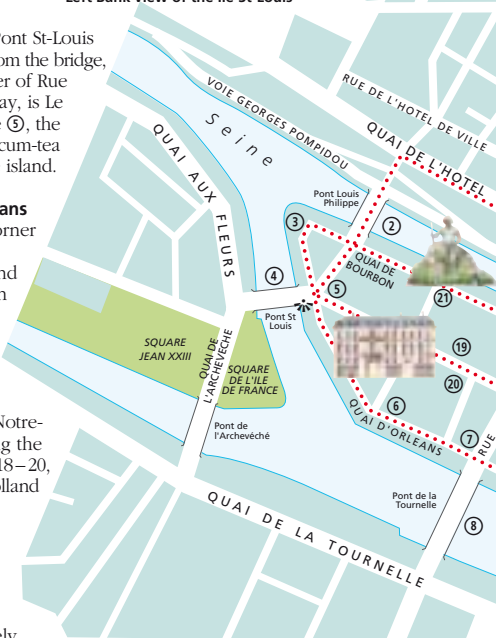 Left Bank view of the Ile St-Louis
Pont St-Louis
om the bridge,
er of Rue
ay, is Le
e ⑤, the
cum-tea
island.
ans
orner
nd
n
Notre-
g the
18–20,
olland
ely
VOIE GEORGES POMPIDOU
RUE DE L'HOTEL DE VILLE
QUAI DE L'HOTEL
Seine
QUAI AUX FLEURS
Pont Louis
Philippe
②
③
④
QUAI DE
BOURBON
⑤
㉑
Pont St
Louis
⑲
⑳
SQUARE
JEAN XXIII
QUAI DE
L'ARCHEVECHE
SQUARE
DE L'ILE
DE FRANCE
⑥
QUAI D'ORLEANS
⑦
RUE
Pont de
l'Archevéché
Pont de la
Tournelle
⑧
QUAI DE LA TOURNELLE